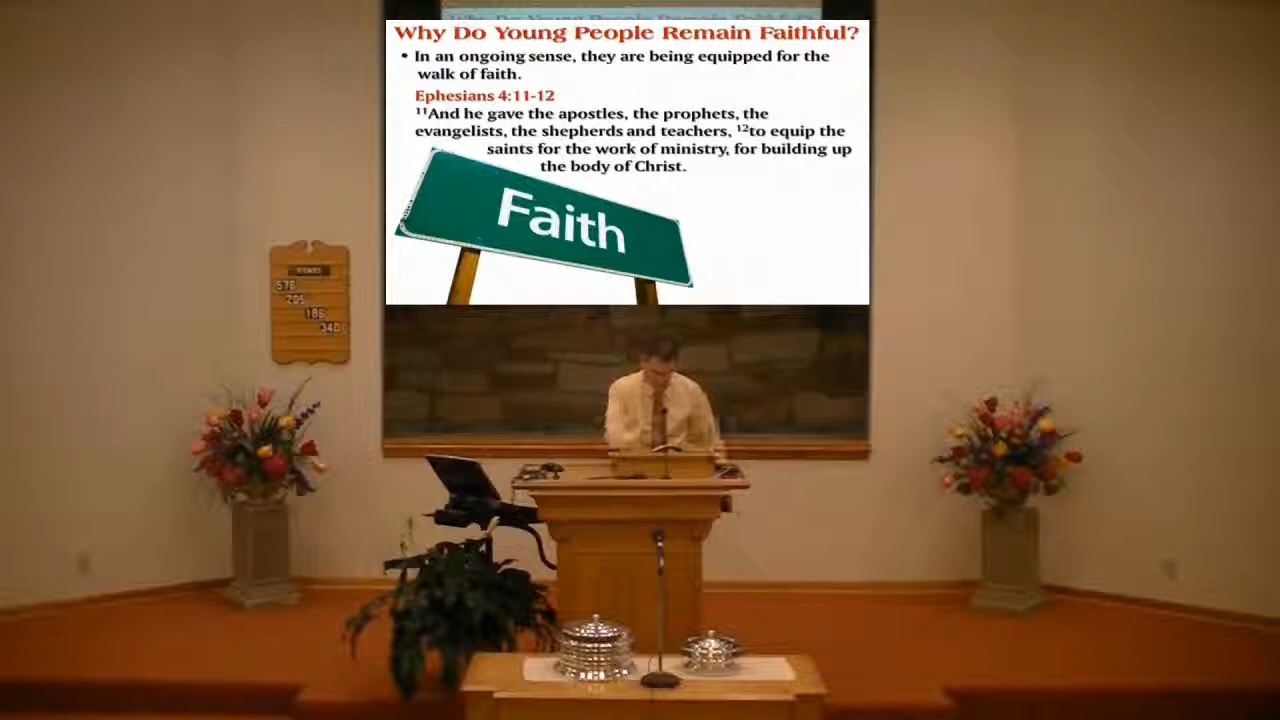 Why Do Young People Remain Faithful?
• In an ongoing sense, they are being equipped for the
walk of faith.
Ephesians 4:11-12
¹¹And he gave the apostles, the prophets, the
evangelists, the shepherds and teachers, ¹²to equip the
saints for the work of ministry, for building up
the body of Christ.
Faith
576
295
186
340